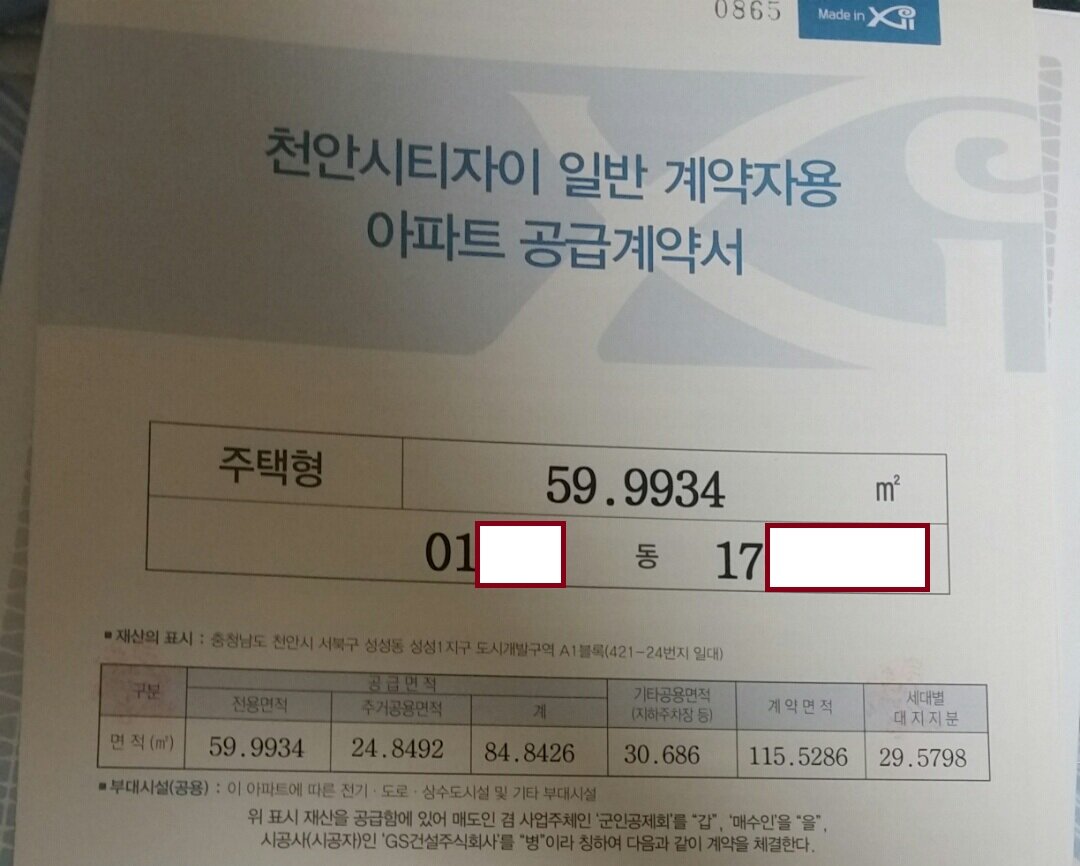 0865
Made in Xi
천안시티자이 일반 계약자용
아파트 공급계약서
주택형 59.9934 ㎡
01 동 17
▪재산의 표시 : 충청남도 천안시 서북구 성성동 성성1지구 도시개발구역 A1블록(421-24번지 일대)
구분 공급면적 기타공용면적 (지하주차장 등) 계약면적 세대별 대지지분
전용면적 주거공용면적 계
면적(㎡) 59.9934 24.8492 84.8426 30.686 115.5286 29.5798
▪부대시설(공용) : 이 아파트에 따른 전기·도로·상수도시설 및 기타 부대시설
위 표시 재산을 공급함에 있어 매도인 겸 사업주체인 '군인공제회'를 "갑", '매수인'을 "을",
시공사(시공자)인 'GS건설주식회사'를 "병"이라 칭하여 다음과 같이 계약을 체결한다.